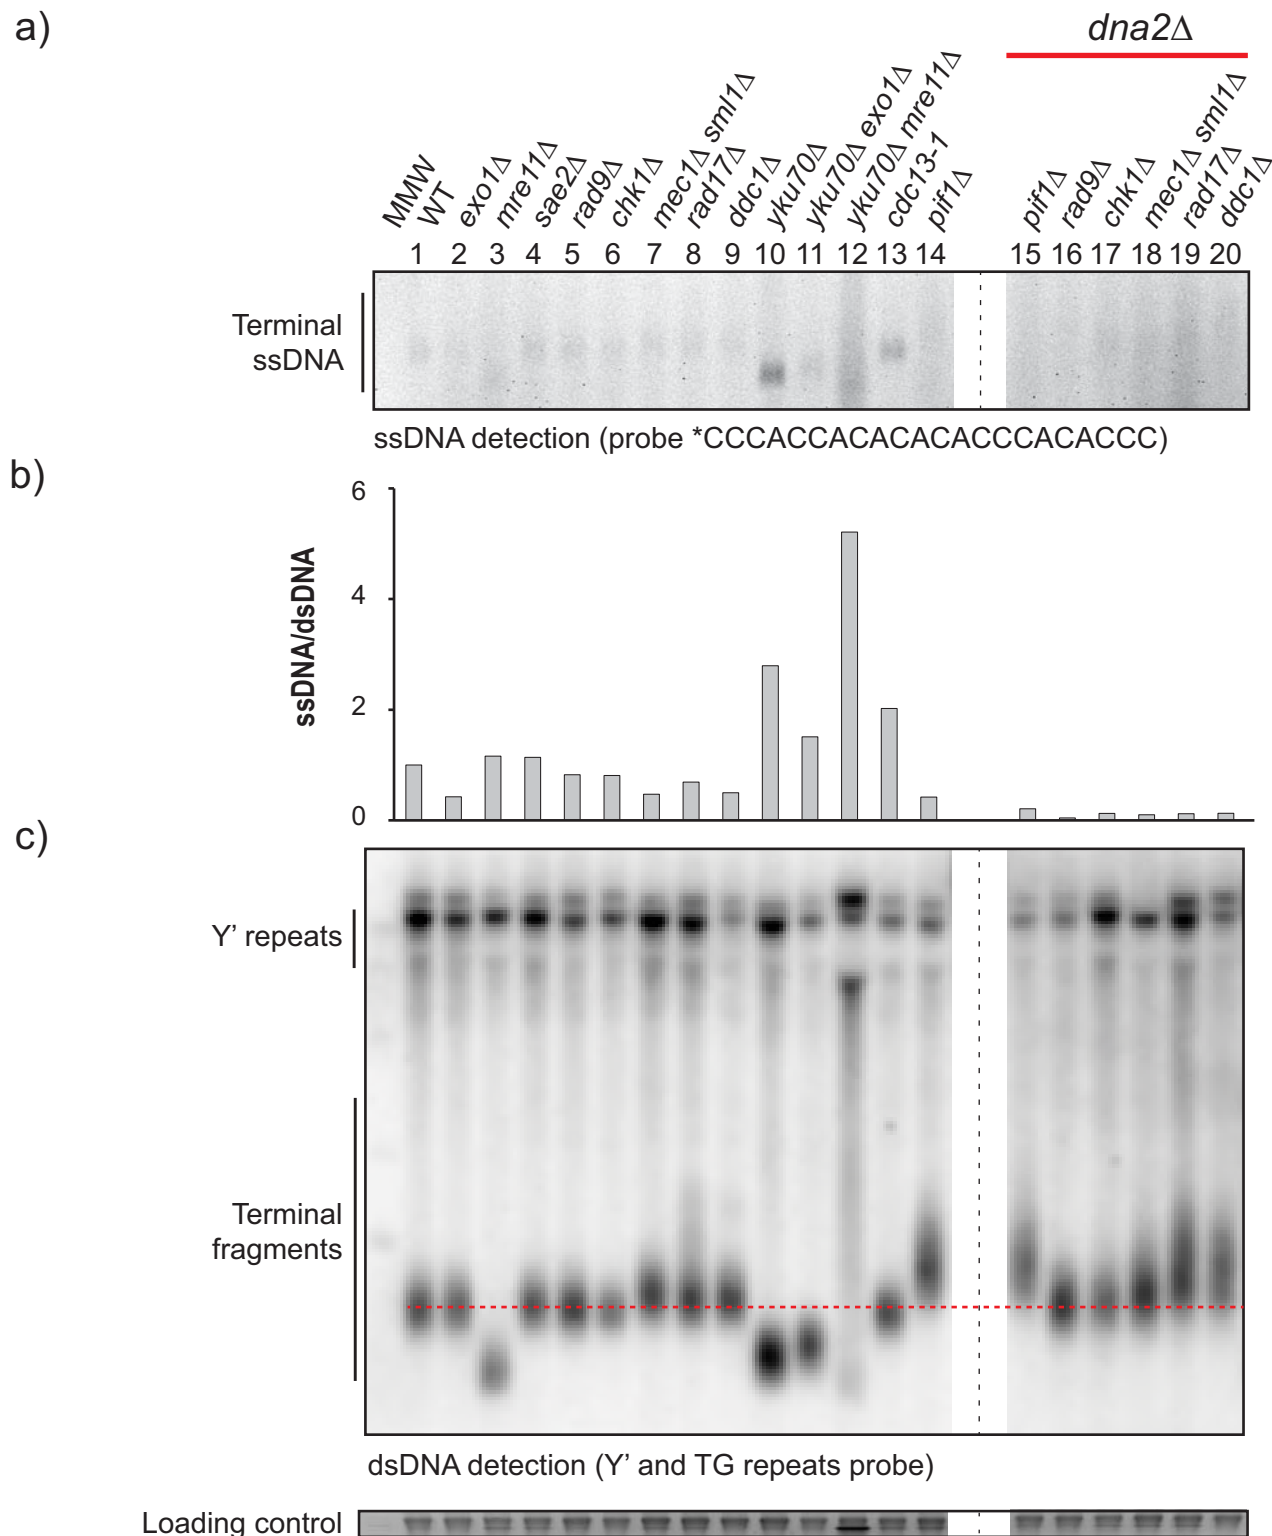 a)
dna2Δ
MMW
WT
exo1Δ
mre11Δ
sae2Δ
rad9Δ
chk1Δ
mec1Δ sml1Δ
rad17Δ
ddc1Δ
yku70Δ
yku70Δ exo1Δ
yku70Δ mre11Δ
cdc13-1
pif1Δ
pif1Δ
rad9Δ
chk1Δ
mec1Δ sml1Δ
rad17Δ
ddc1Δ
1 2 3 4 5 6 7 8 9 10 11 12 13 14 15 16 17 18 19 20
Terminal
ssDNA
ssDNA detection (probe *CCCACCACACACACCCACACCC)
b)
6
4
2
0
ssDNA/dsDNA
c)
Y' repeats
Terminal
fragments
dsDNA detection (Y' and TG repeats probe)
Loading control